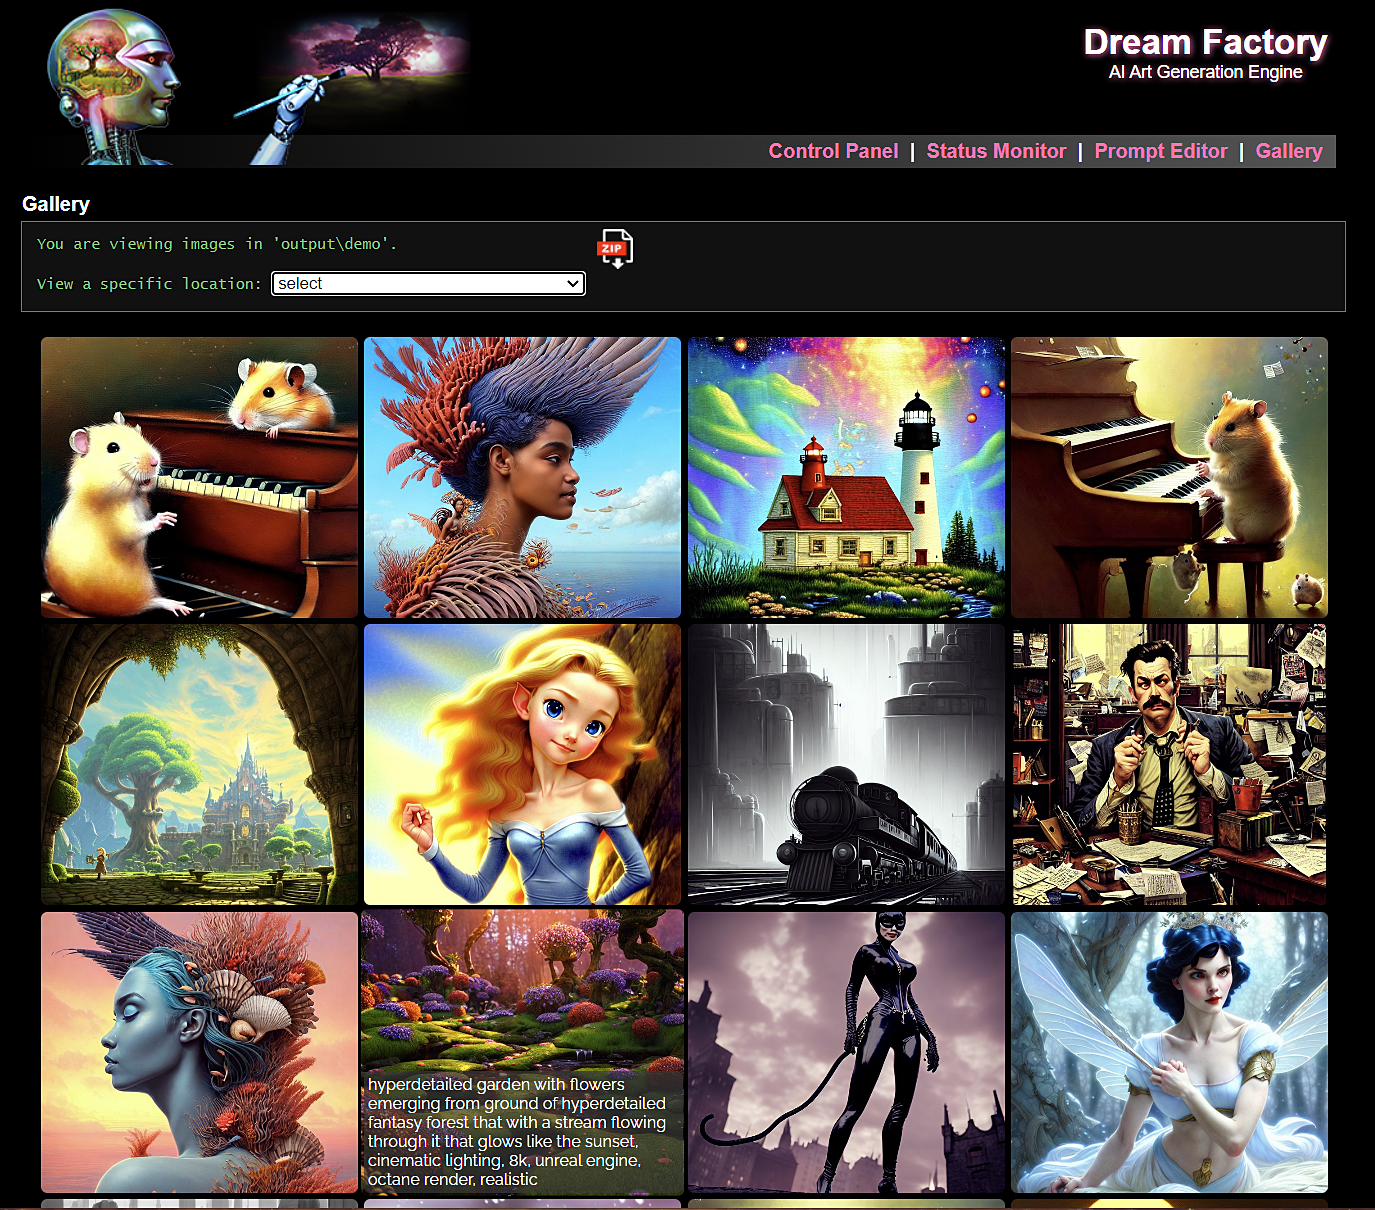 Dream Factory
AI Art Generation Engine
Control Panel | Status Monitor | Prompt Editor | Gallery
Gallery
You are viewing images in 'output\demo'.
ZIP
View a specific location: select
hyperdetailed garden with flowers
emerging from ground of hyperdetailed
fantasy forest that with a stream flowing
through it that glows like the sunset,
cinematic lighting, 8k, unreal engine,
octane render, realistic